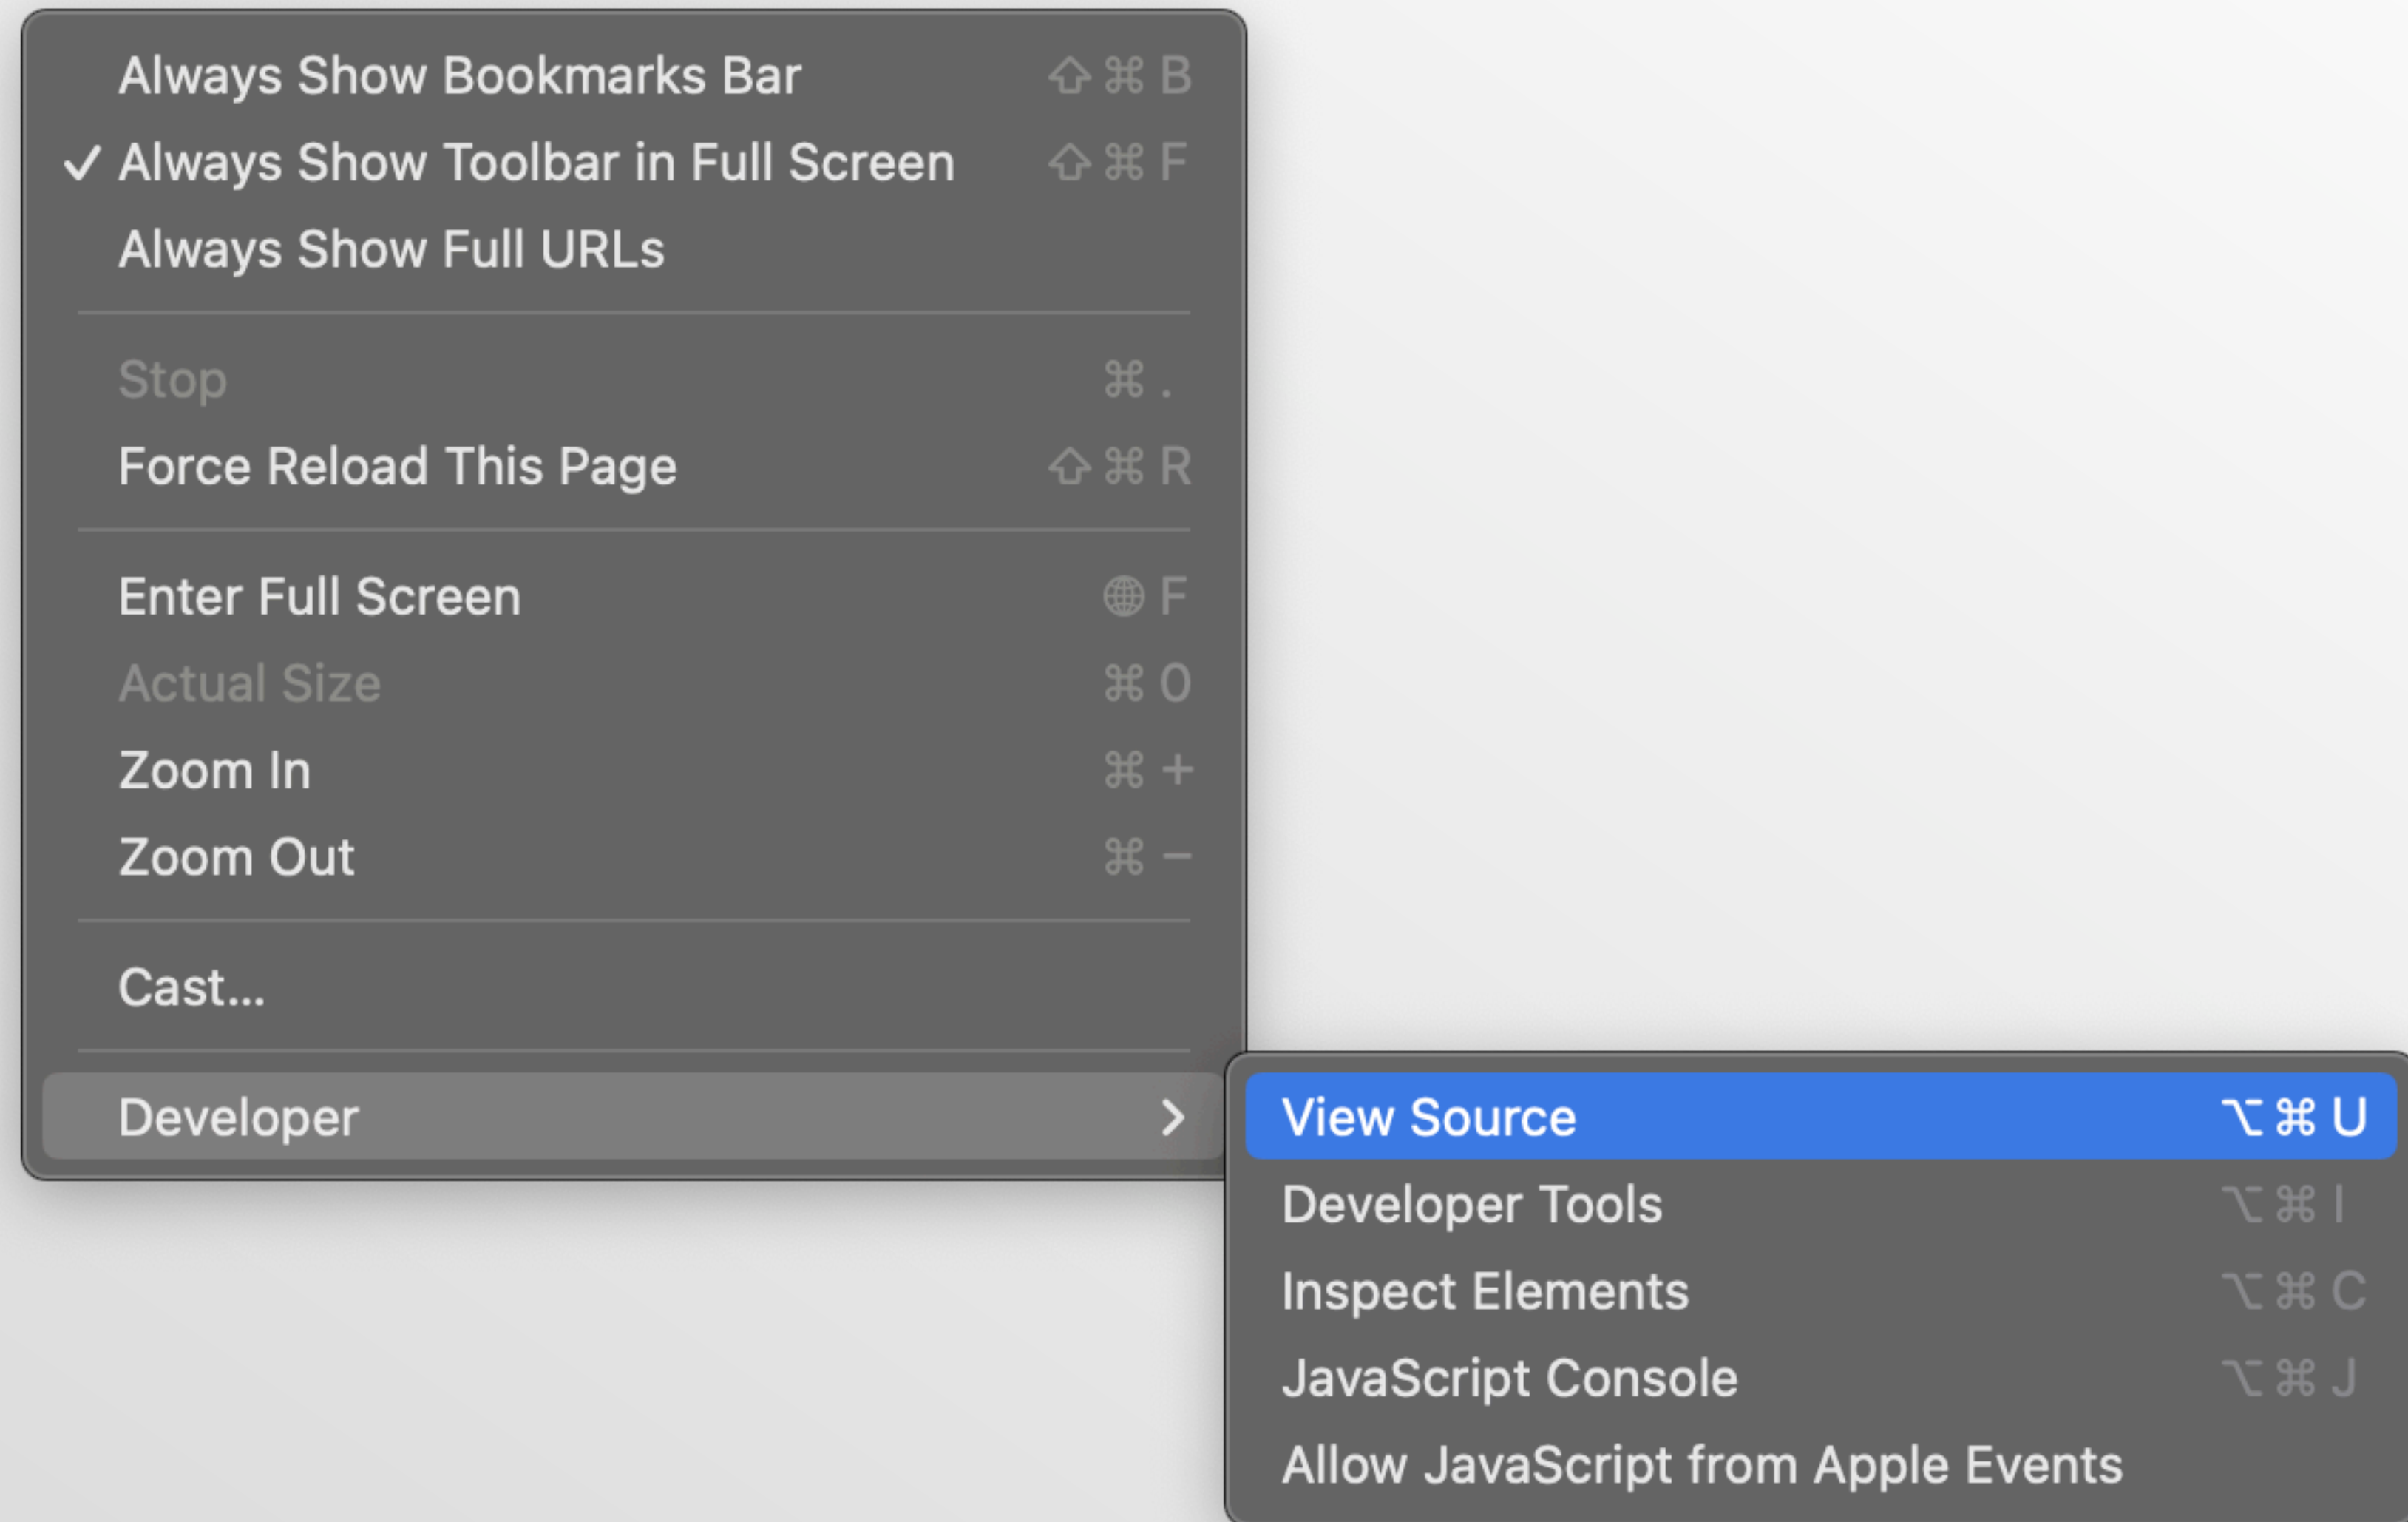 Always Show Bookmarks Bar ⇧⌘B
✓ Always Show Toolbar in Full Screen ⇧⌘F
Always Show Full URLs
Stop ⌘.
Force Reload This Page ⇧⌘R
Enter Full Screen 🌐F
Actual Size ⌘0
Zoom In ⌘+
Zoom Out ⌘−
Cast...
Developer >
View Source ⌥⌘U
Developer Tools ⌥⌘I
Inspect Elements ⌥⌘C
JavaScript Console ⌥⌘J
Allow JavaScript from Apple Events